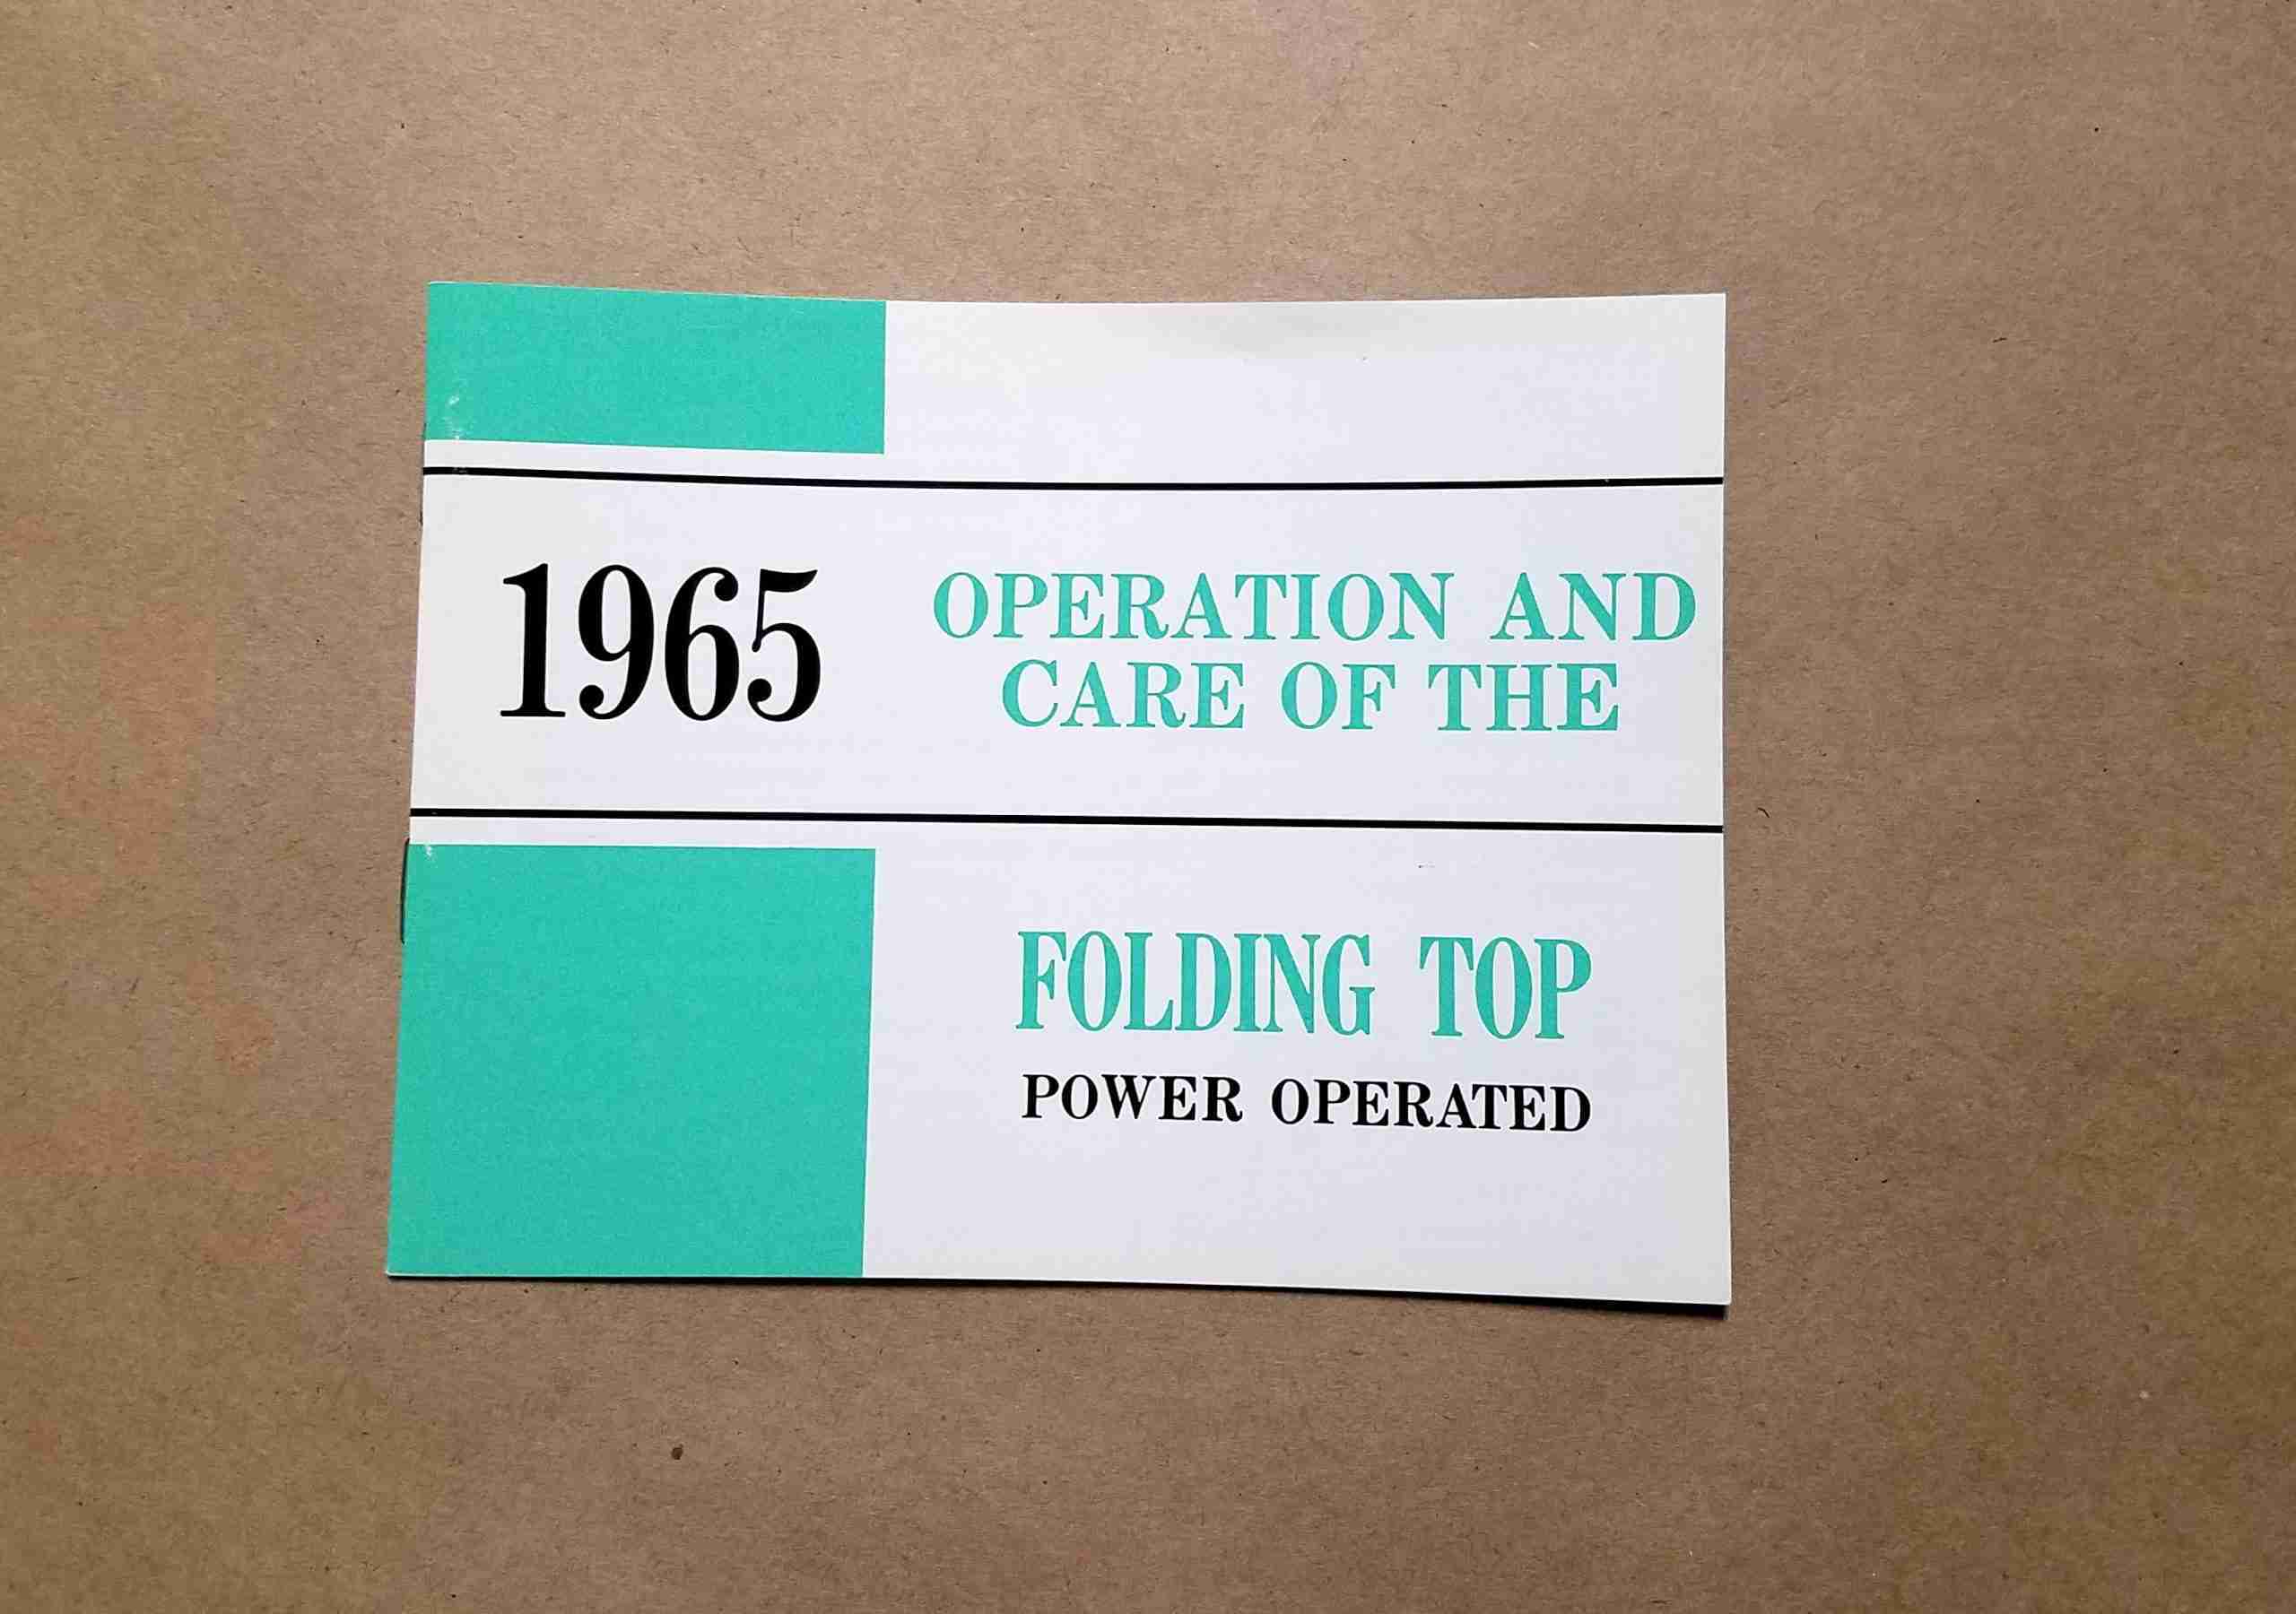 1965
OPERATION AND
CARE OF THE
FOLDING TOP
POWER OPERATED